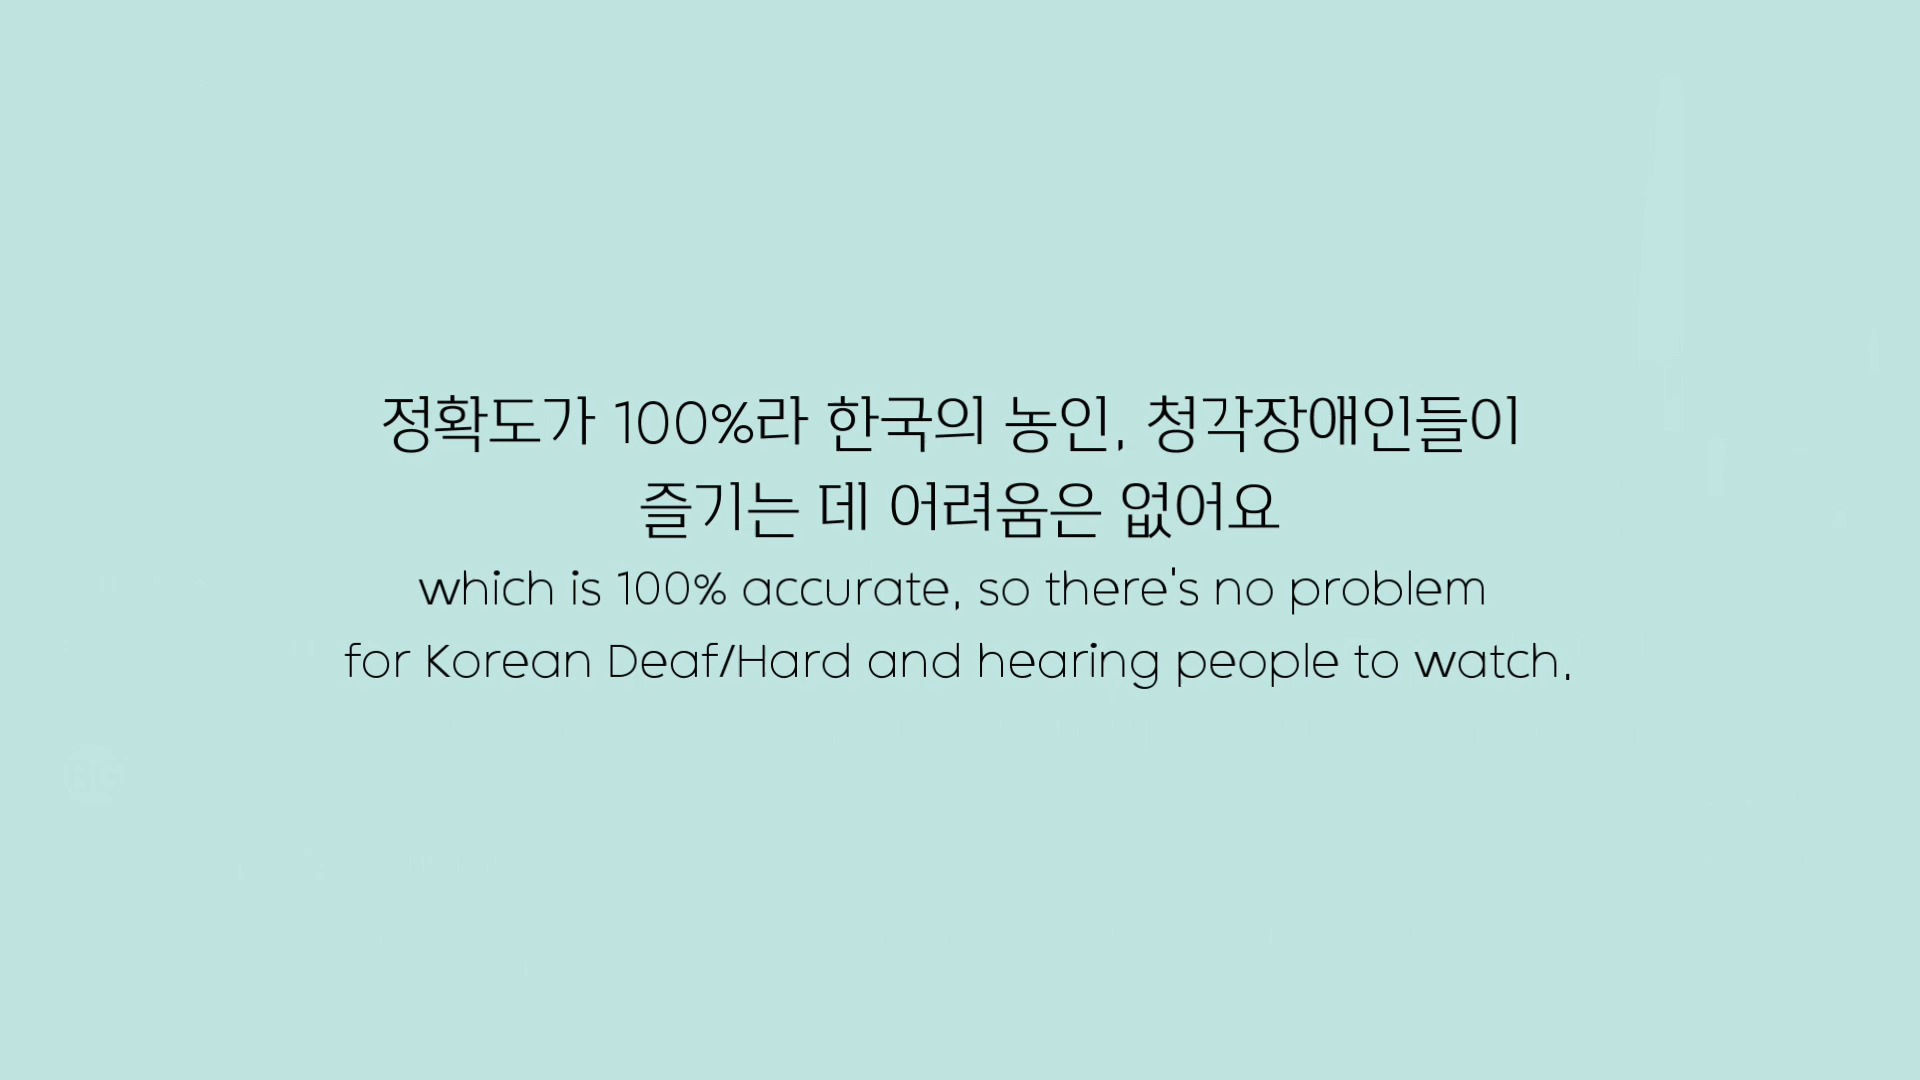 정확도가 100%라 한국의 농인, 청각장애인들이
즐기는 데 어려움은 없어요
which is 100% accurate, so there's no problem
for Korean Deaf/Hard and hearing people to watch.